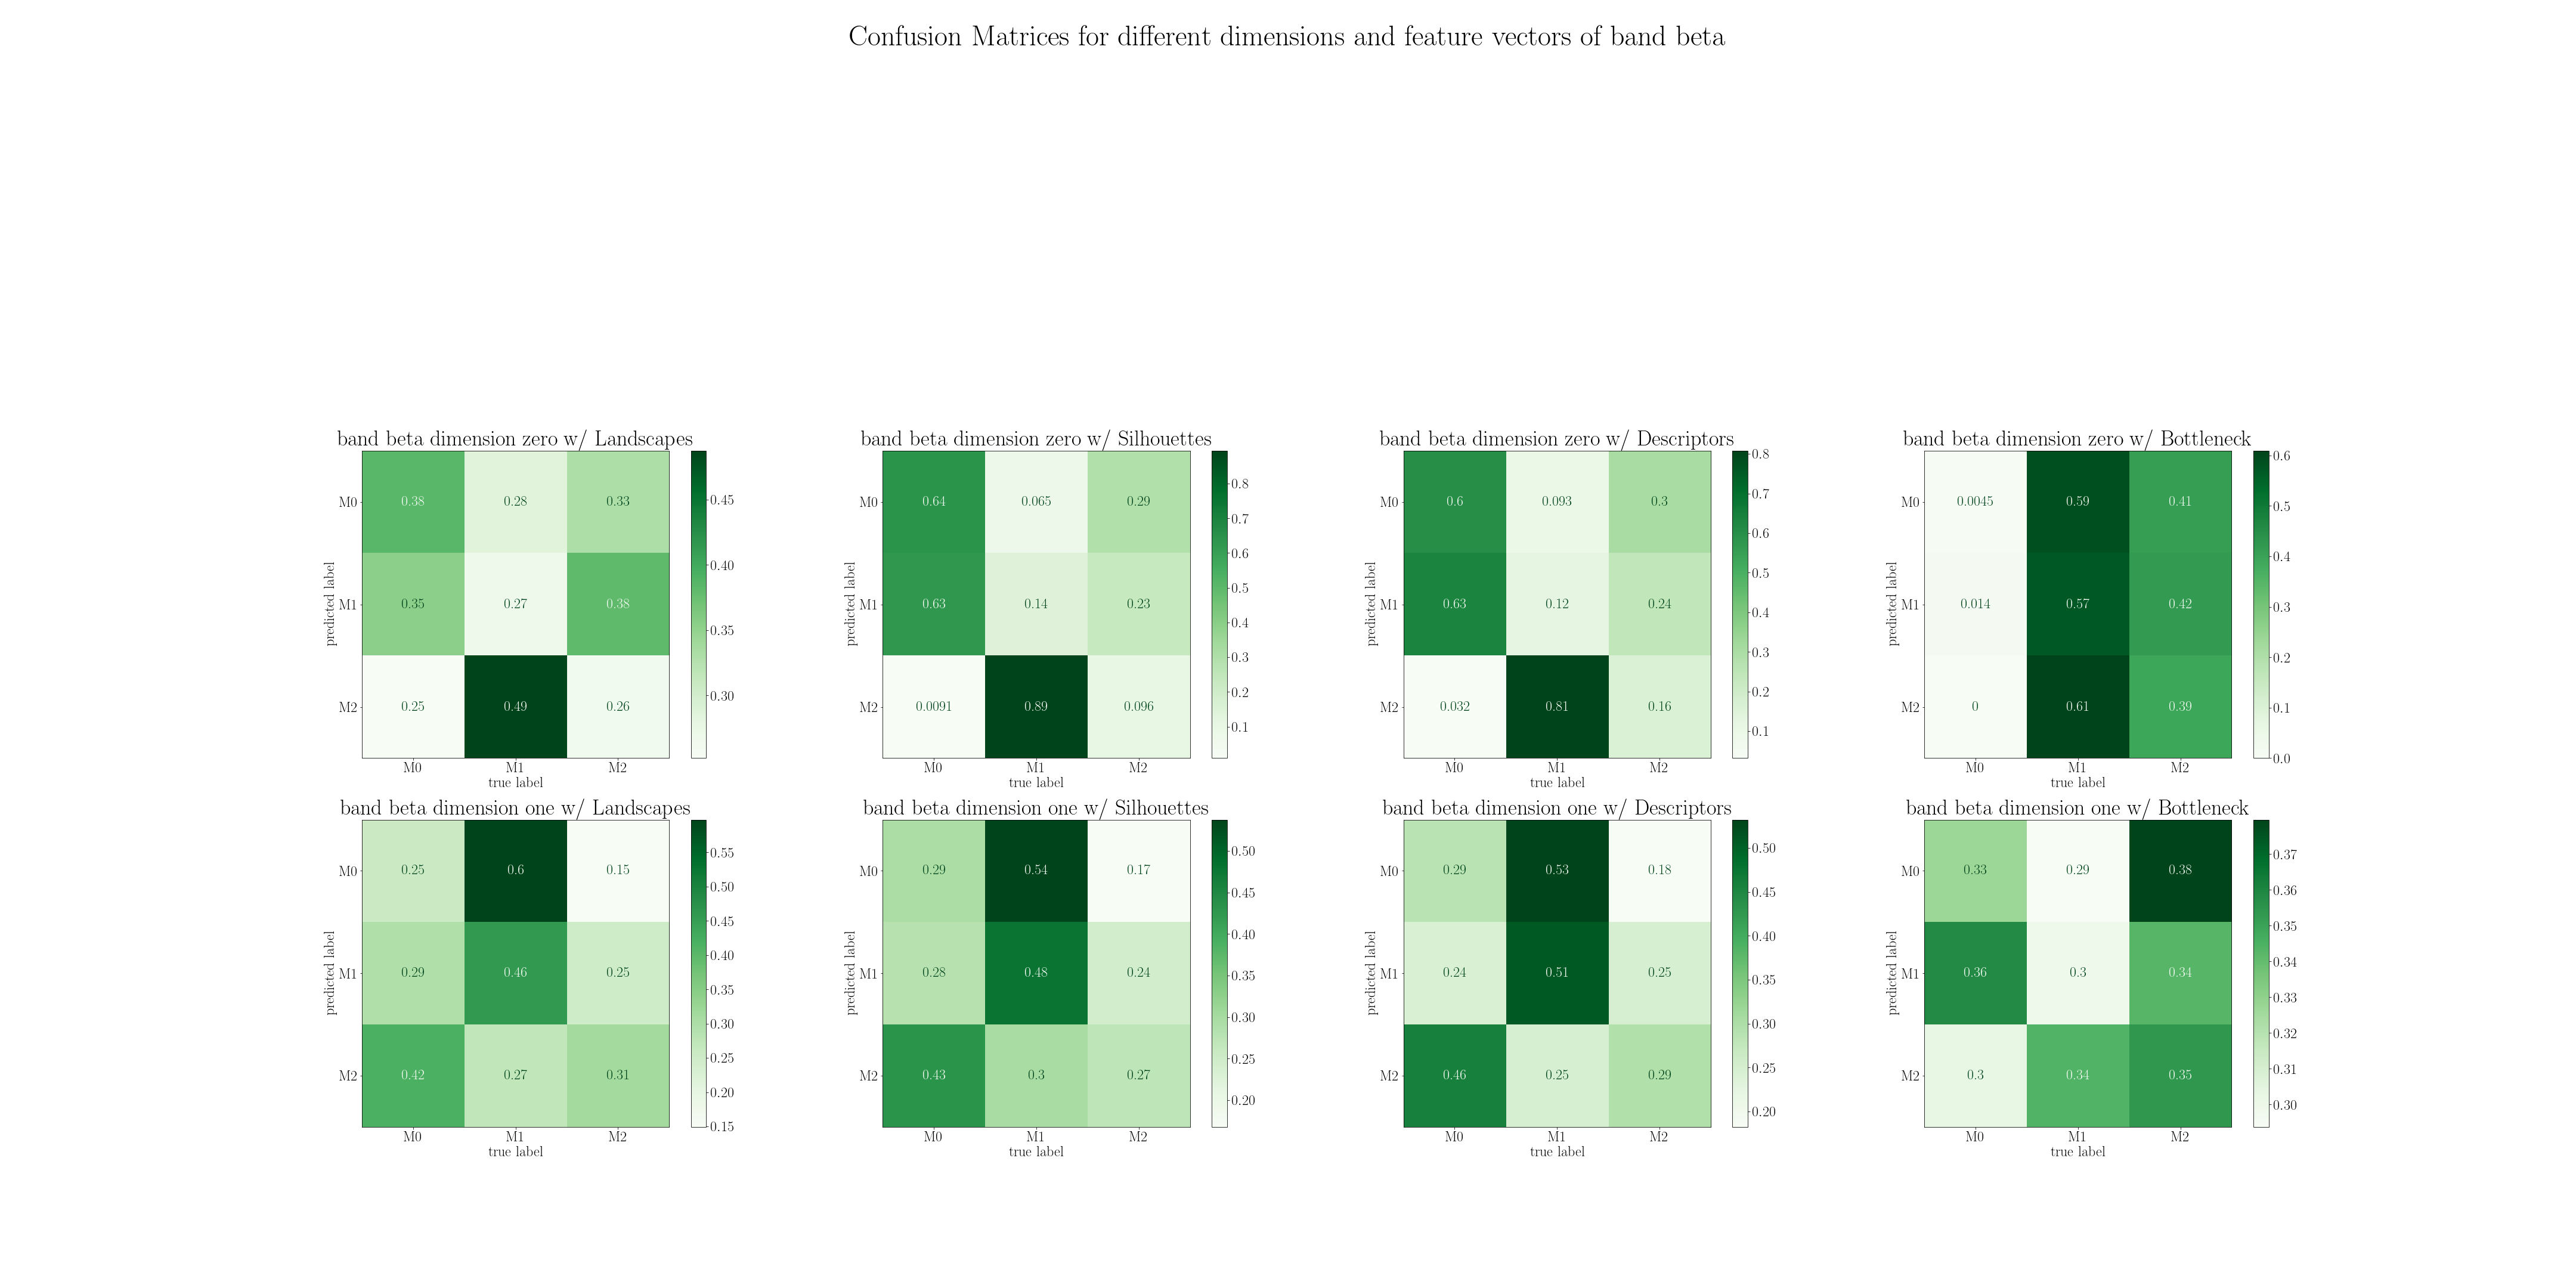 Confusion Matrices for different dimensions and feature vectors of band beta
band beta dimension zero w/ Landscapes
predicted label
M0 0.38 0.28 0.33
M1 0.35 0.27 0.38
M2 0.25 0.49 0.26
M0 M1 M2
true label
0.45
0.40
0.35
0.30
band beta dimension zero w/ Silhouettes
predicted label
M0 0.64 0.065 0.29
M1 0.63 0.14 0.23
M2 0.0091 0.89 0.096
M0 M1 M2
true label
0.8
0.7
0.6
0.5
0.4
0.3
0.2
0.1
band beta dimension zero w/ Descriptors
predicted label
M0 0.6 0.093 0.3
M1 0.63 0.12 0.24
M2 0.032 0.81 0.16
M0 M1 M2
true label
0.8
0.7
0.6
0.5
0.4
0.3
0.2
0.1
band beta dimension zero w/ Bottleneck
predicted label
M0 0.0045 0.59 0.41
M1 0.014 0.57 0.42
M2 0 0.61 0.39
M0 M1 M2
true label
0.6
0.5
0.4
0.3
0.2
0.1
0.0
band beta dimension one w/ Landscapes
predicted label
M0 0.25 0.6 0.15
M1 0.29 0.46 0.25
M2 0.42 0.27 0.31
M0 M1 M2
true label
0.55
0.50
0.45
0.40
0.35
0.30
0.25
0.20
0.15
band beta dimension one w/ Silhouettes
predicted label
M0 0.29 0.54 0.17
M1 0.28 0.48 0.24
M2 0.43 0.3 0.27
M0 M1 M2
true label
0.50
0.45
0.40
0.35
0.30
0.25
0.20
band beta dimension one w/ Descriptors
predicted label
M0 0.29 0.53 0.18
M1 0.24 0.51 0.25
M2 0.46 0.25 0.29
M0 M1 M2
true label
0.50
0.45
0.40
0.35
0.30
0.25
0.20
band beta dimension one w/ Bottleneck
predicted label
M0 0.33 0.29 0.38
M1 0.36 0.3 0.34
M2 0.3 0.34 0.35
M0 M1 M2
true label
0.37
0.36
0.35
0.34
0.33
0.32
0.31
0.30